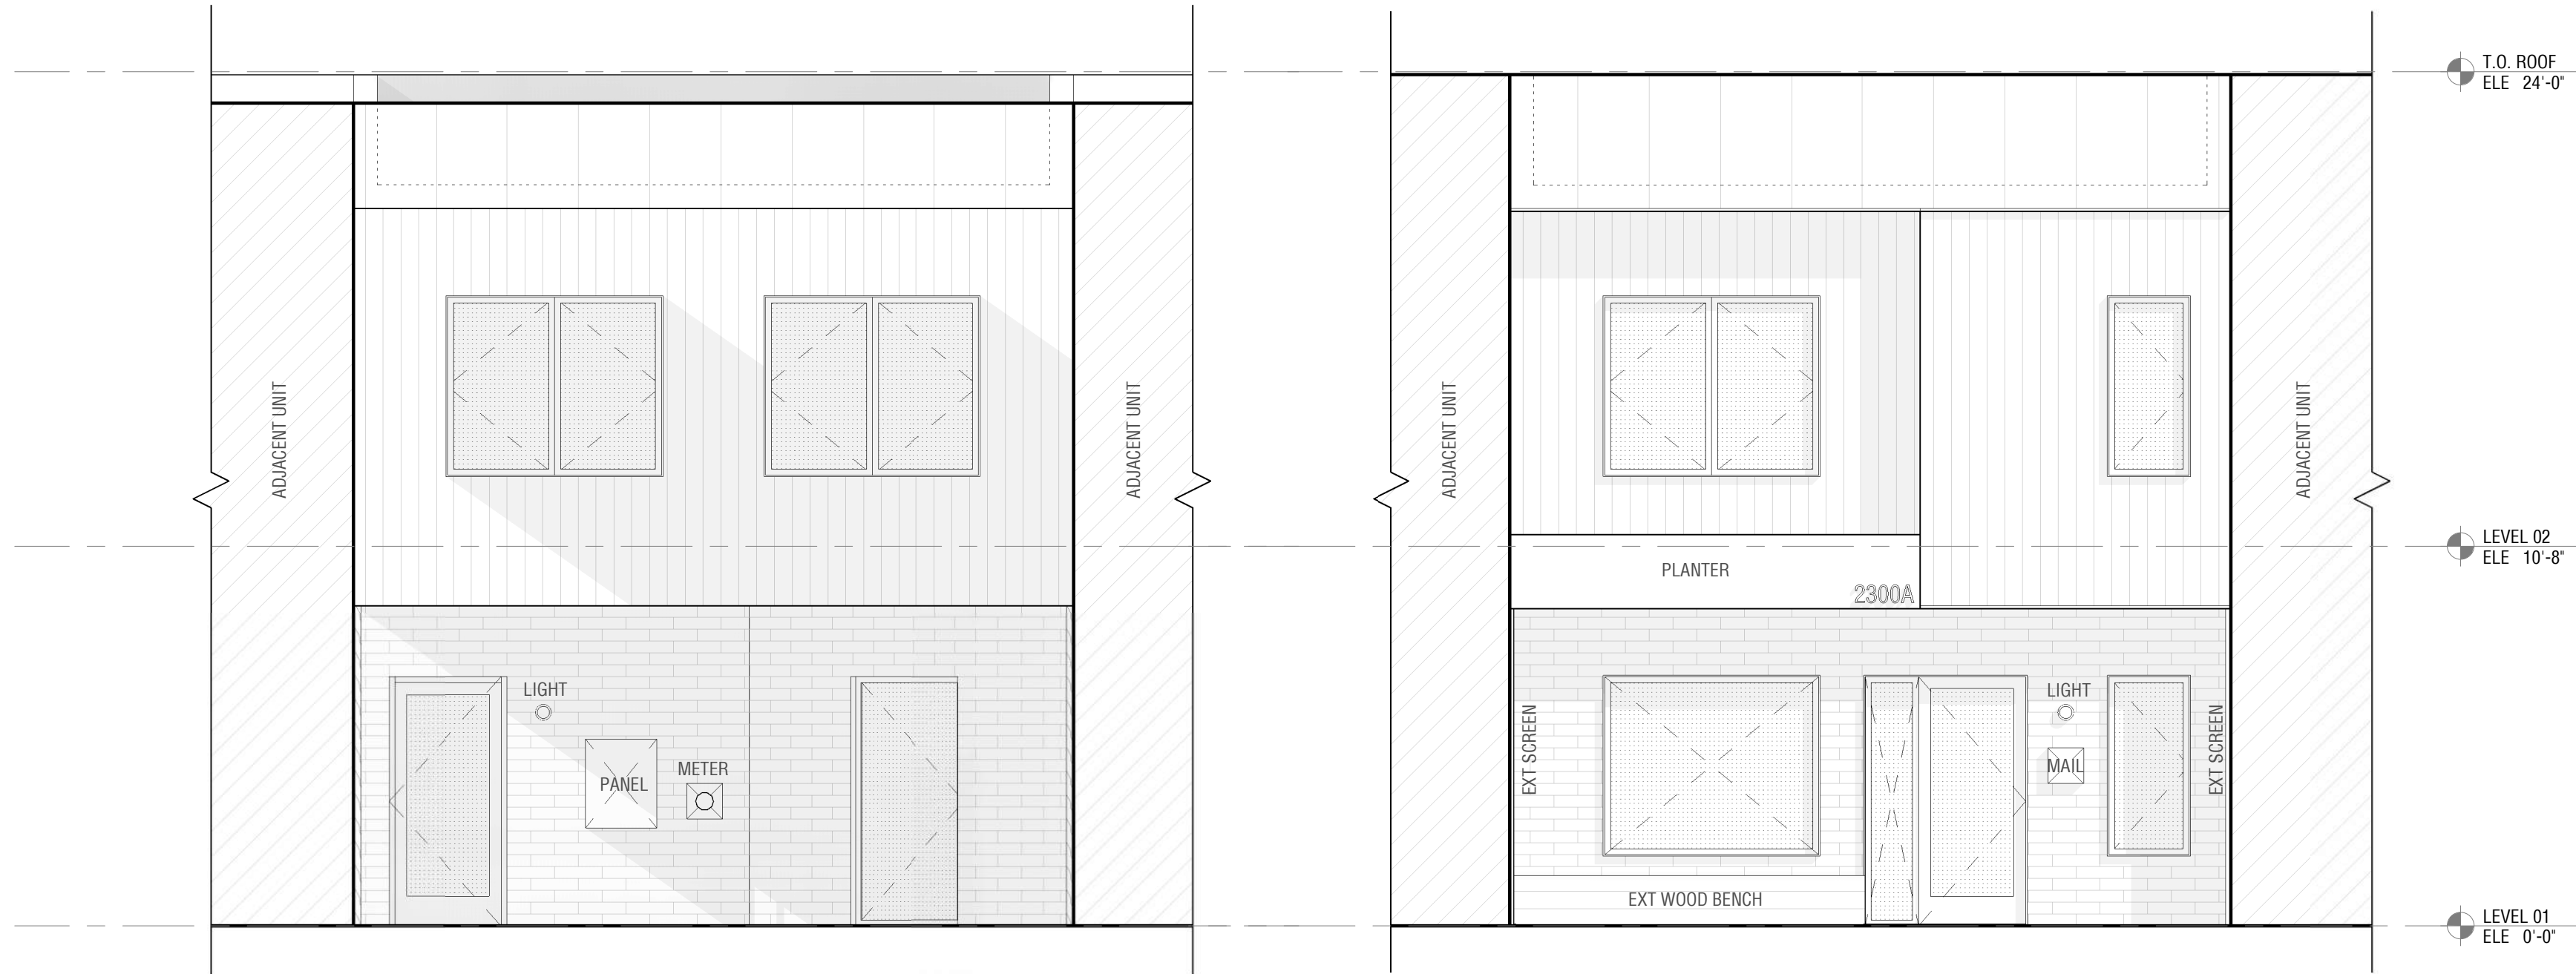 T.O. ROOF
ELE 24'-0"
ADJACENT UNIT
ADJACENT UNIT
ADJACENT UNIT
ADJACENT UNIT
LEVEL 02
ELE 10'-8"
PLANTER
2300A
LIGHT
PANEL
METER
EXT SCREEN
LIGHT
MAIL
EXT SCREEN
EXT WOOD BENCH
LEVEL 01
ELE 0'-0"